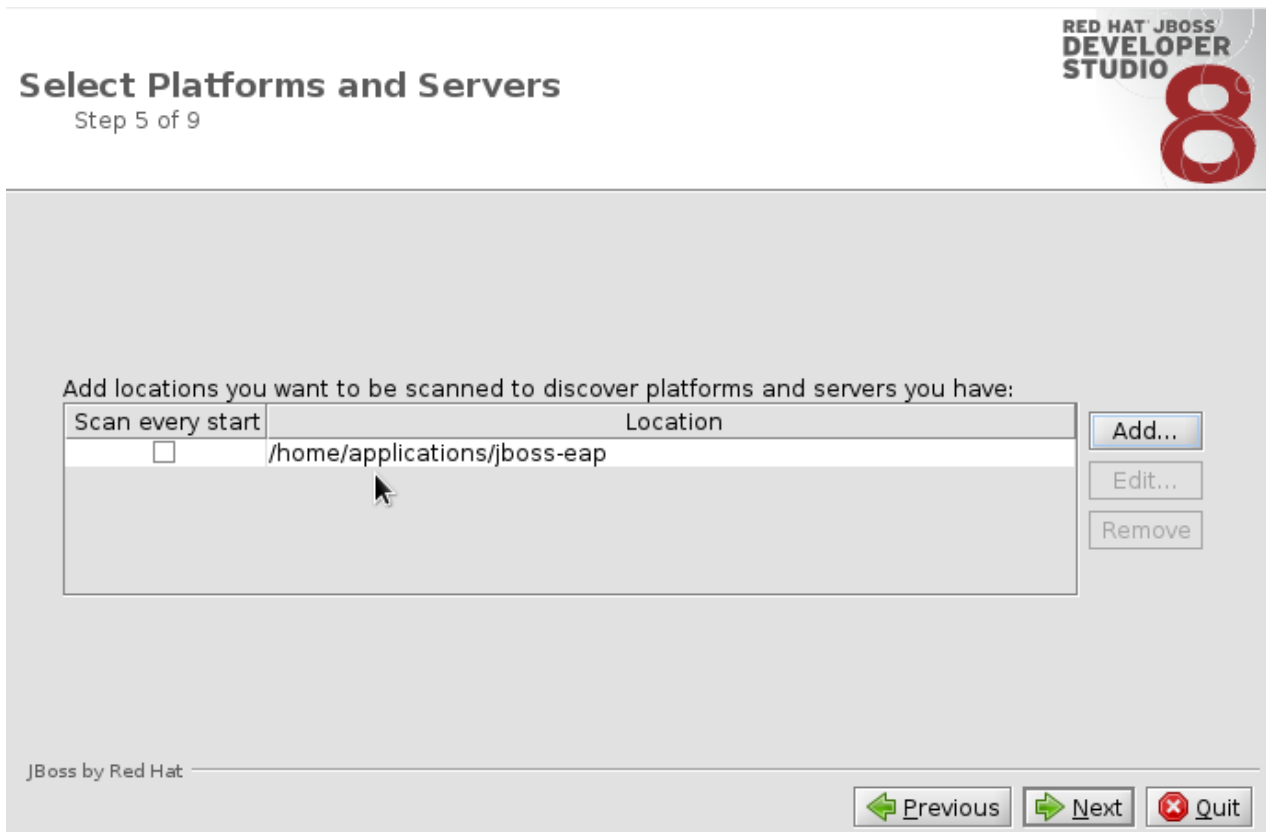 RED HAT JBOSS
DEVELOPER
STUDIO
8
Select Platforms and Servers
Step 5 of 9
Add locations you want to be scanned to discover platforms and servers you have:
Scan every start Location
/home/applications/jboss-eap
Add...
Edit...
Remove
JBoss by Red Hat
Previous Next Quit